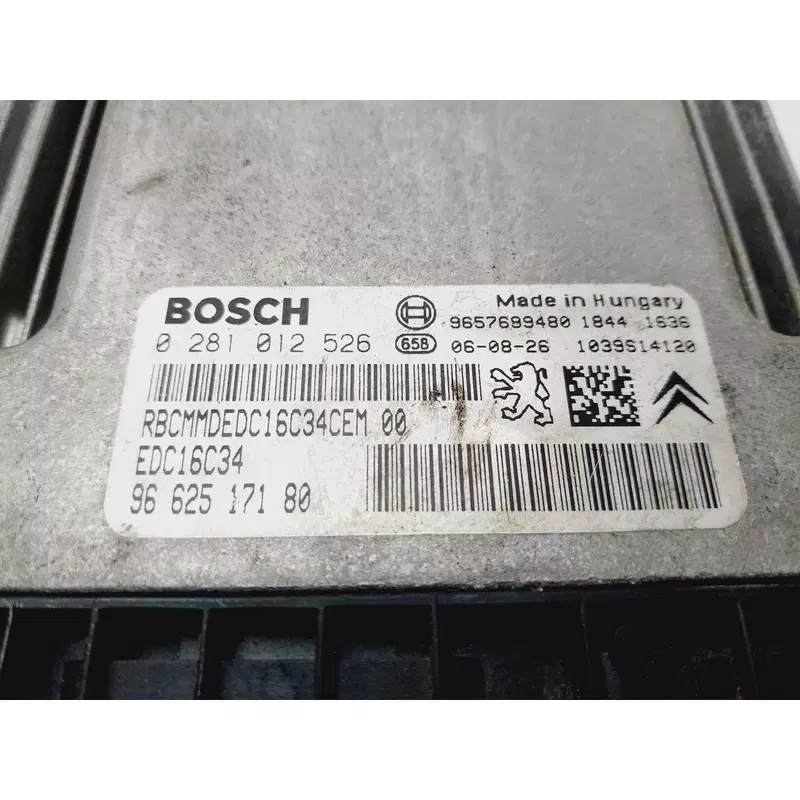 BOSCH
Made in Hungary
0 281 012 526
9657699480 1844 1636
658 06-08-26 1039S14120
RBCMMDEDC16C34CEM 00
EDC16C34
96 625 171 80